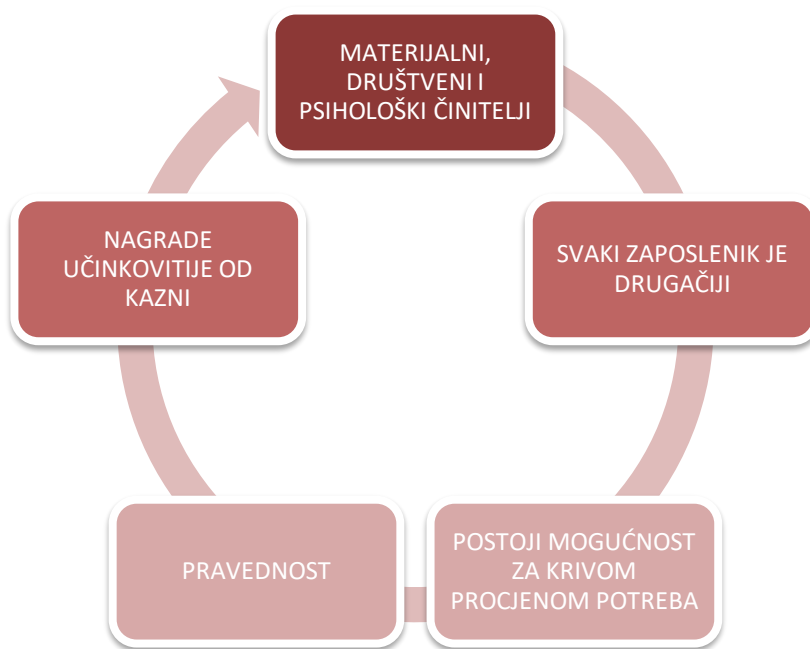 MATERIJALNI,
DRUŠTVENI I
PSIHOLOŠKI ČINITELJI
SVAKI ZAPOSLENIK JE
DRUGAČIJI
POSTOJI MOGUĆNOST
ZA KRIVOM
PROCJENOM POTREBA
PRAVEDNOST
NAGRADE
UČINKOVITIJE OD
KAZNI